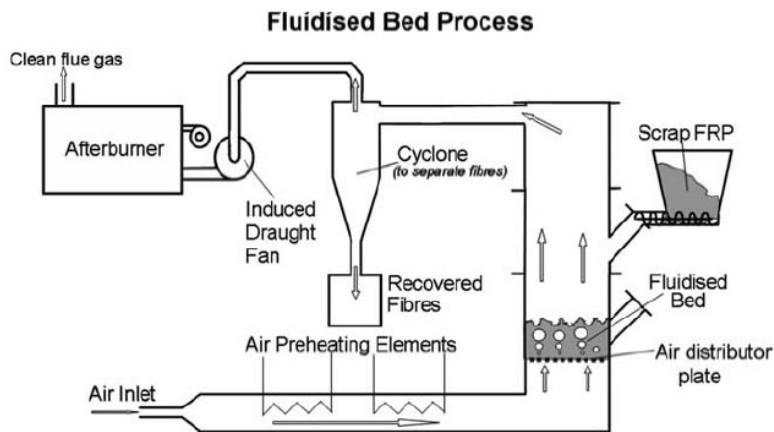 Fluídísed Bed Process
Clean flue gas
Afterburner
Induced
Draught
Fan
Cyclone
(to separate fibres)
Scrap FRP
Recovered
Fibres
Fluidised
Bed
Air Preheating Elements
Air distributor
plate
Air Inlet